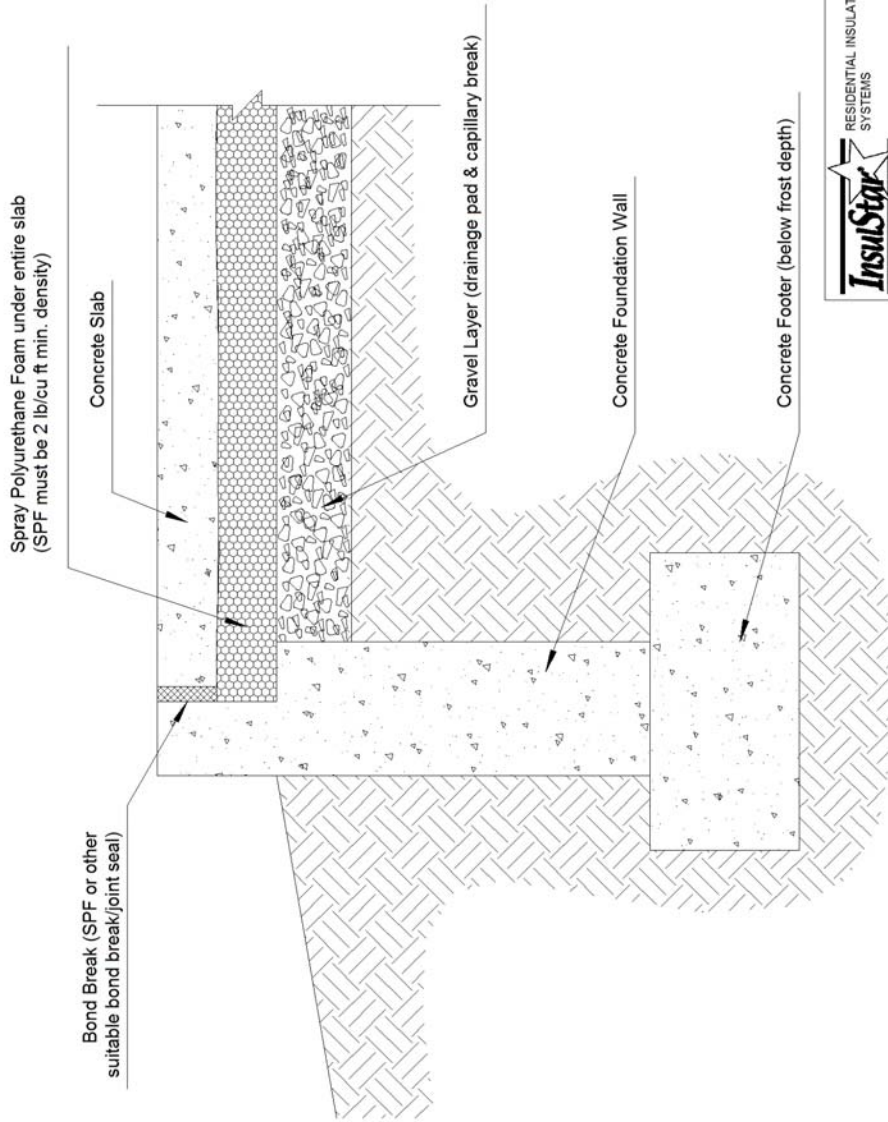 Spray Polyurethane Foam under entire slab
(SPF must be 2 lb/cu ft min. density)
Concrete Slab
Bond Break (SPF or other
suitable bond break/joint seal)
Gravel Layer (drainage pad & capillary break)
Concrete Foundation Wall
Concrete Footer (below frost depth)
InsulStar®
RESIDENTIAL INSULAT
SYSTEMS